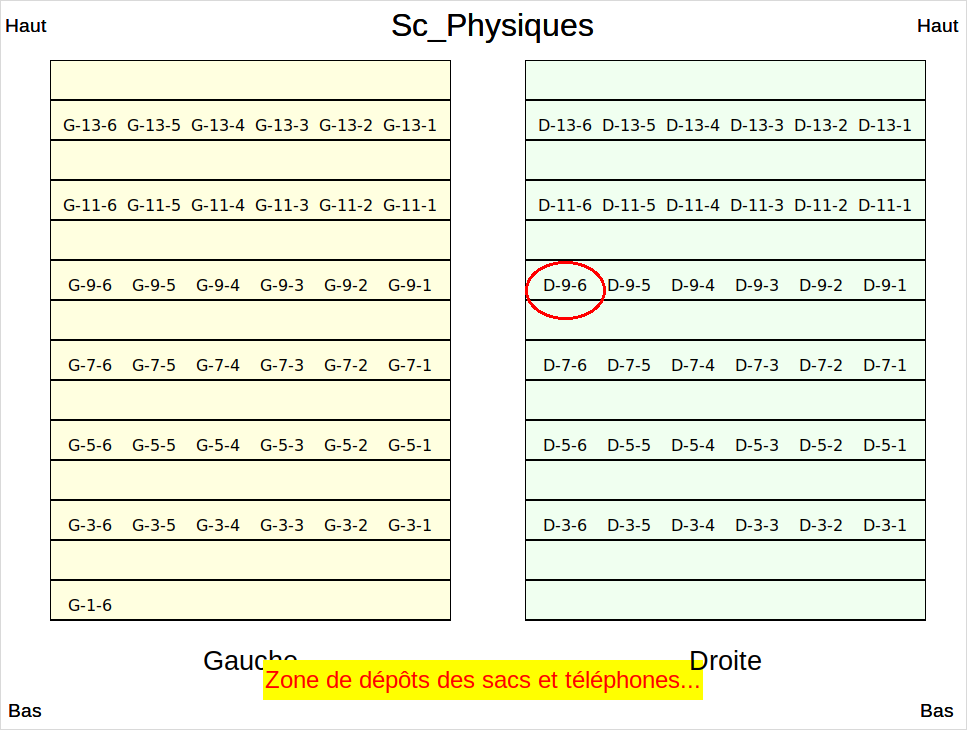 Sc_Physiques
Haut
Haut
G-13-6 G-13-5 G-13-4 G-13-3 G-13-2 G-13-1
D-13-6 D-13-5 D-13-4 D-13-3 D-13-2 D-13-1
G-11-6 G-11-5 G-11-4 G-11-3 G-11-2 G-11-1
D-11-6 D-11-5 D-11-4 D-11-3 D-11-2 D-11-1
G-9-6 G-9-5 G-9-4 G-9-3 G-9-2 G-9-1
D-9-6 D-9-5 D-9-4 D-9-3 D-9-2 D-9-1
G-7-6 G-7-5 G-7-4 G-7-3 G-7-2 G-7-1
D-7-6 D-7-5 D-7-4 D-7-3 D-7-2 D-7-1
G-5-6 G-5-5 G-5-4 G-5-3 G-5-2 G-5-1
D-5-6 D-5-5 D-5-4 D-5-3 D-5-2 D-5-1
G-3-6 G-3-5 G-3-4 G-3-3 G-3-2 G-3-1
D-3-6 D-3-5 D-3-4 D-3-3 D-3-2 D-3-1
G-1-6
Gauche
Droite
Zone de dépôts des sacs et téléphones...
Bas
Bas